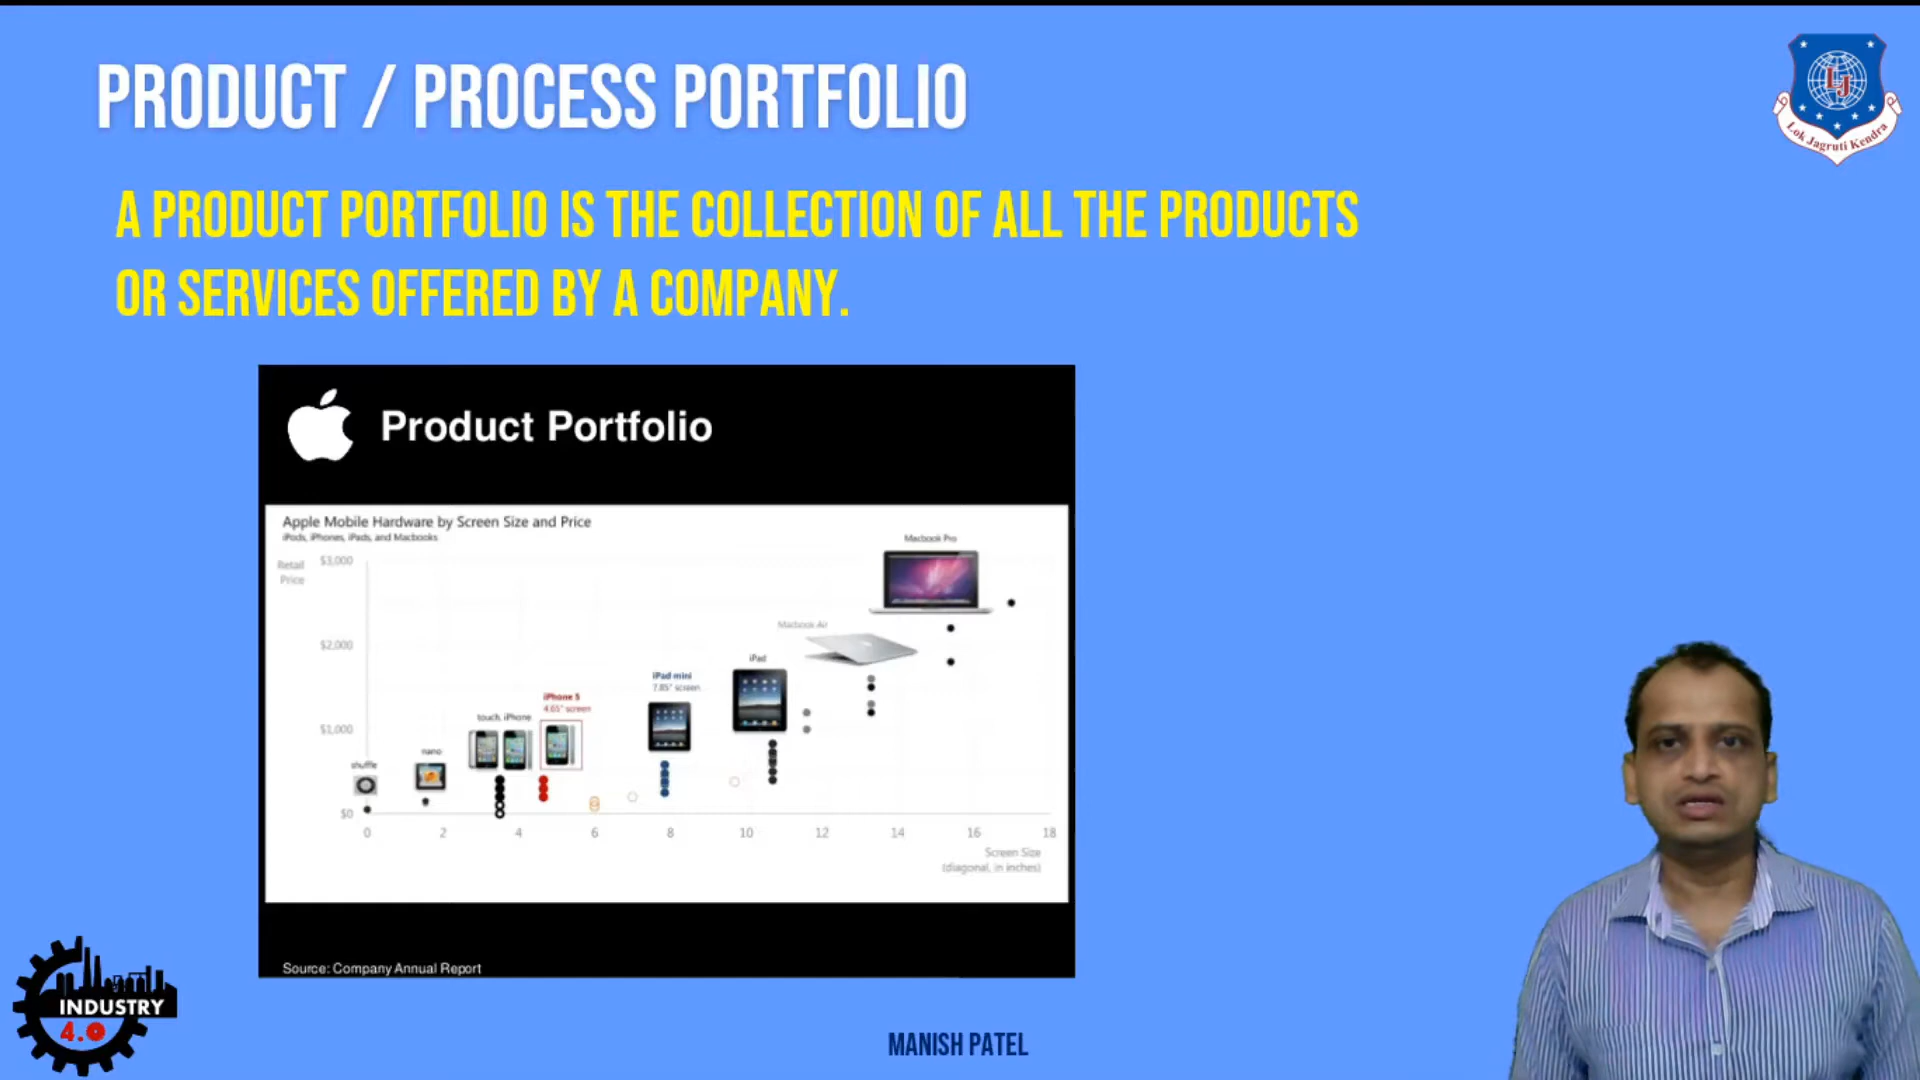 PRODUCT / PROCESS PORTFOLIO
LJ
Lok Jagruti Kendra
A PRODUCT PORTFOLIO IS THE COLLECTION OF ALL THE PRODUCTS
OR SERVICES OFFERED BY A COMPANY.
Product Portfolio
Apple Mobile Hardware by Screen Size and Price
iPods, iPhones, iPads, and Macbooks
Retail
Price
$3,000
$2,000
$1,000
$0
Macbook Pro
Macbook Air
iPad
iPad mini
7.85" screen
iPhone 5
4.65" screen
touch, iPhone
nano
shuffle
0 2 4 6 8 10 12 14 16 18
Screen Size
(diagonal, in inches)
Source: Company Annual Report
INDUSTRY
4.0
MANISH PATEL